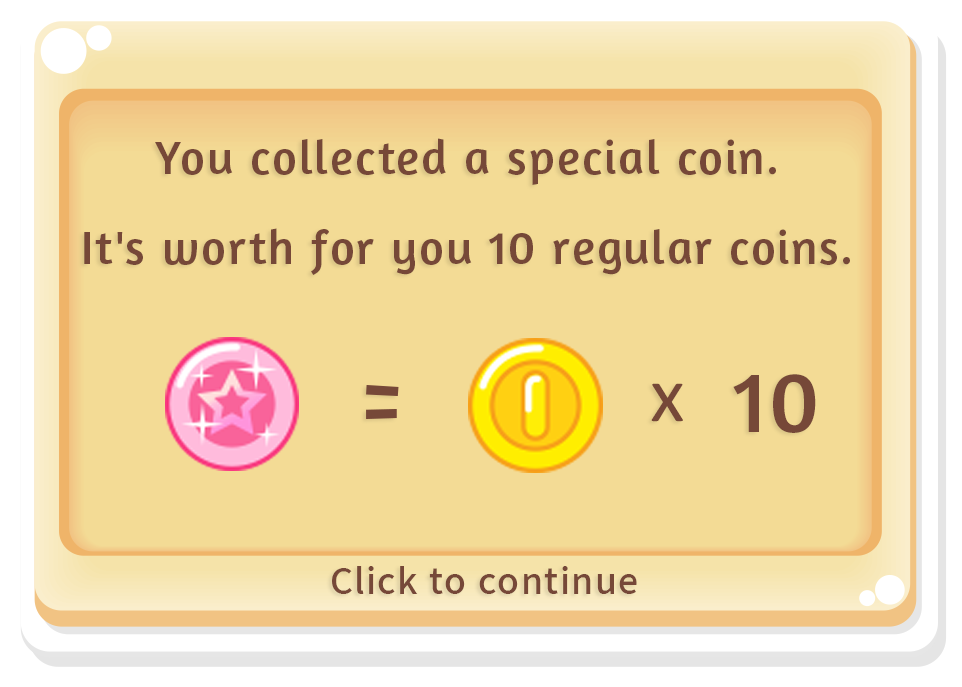 You collected a special coin.
It's worth for you 10 regular coins.
= x 10
Click to continue